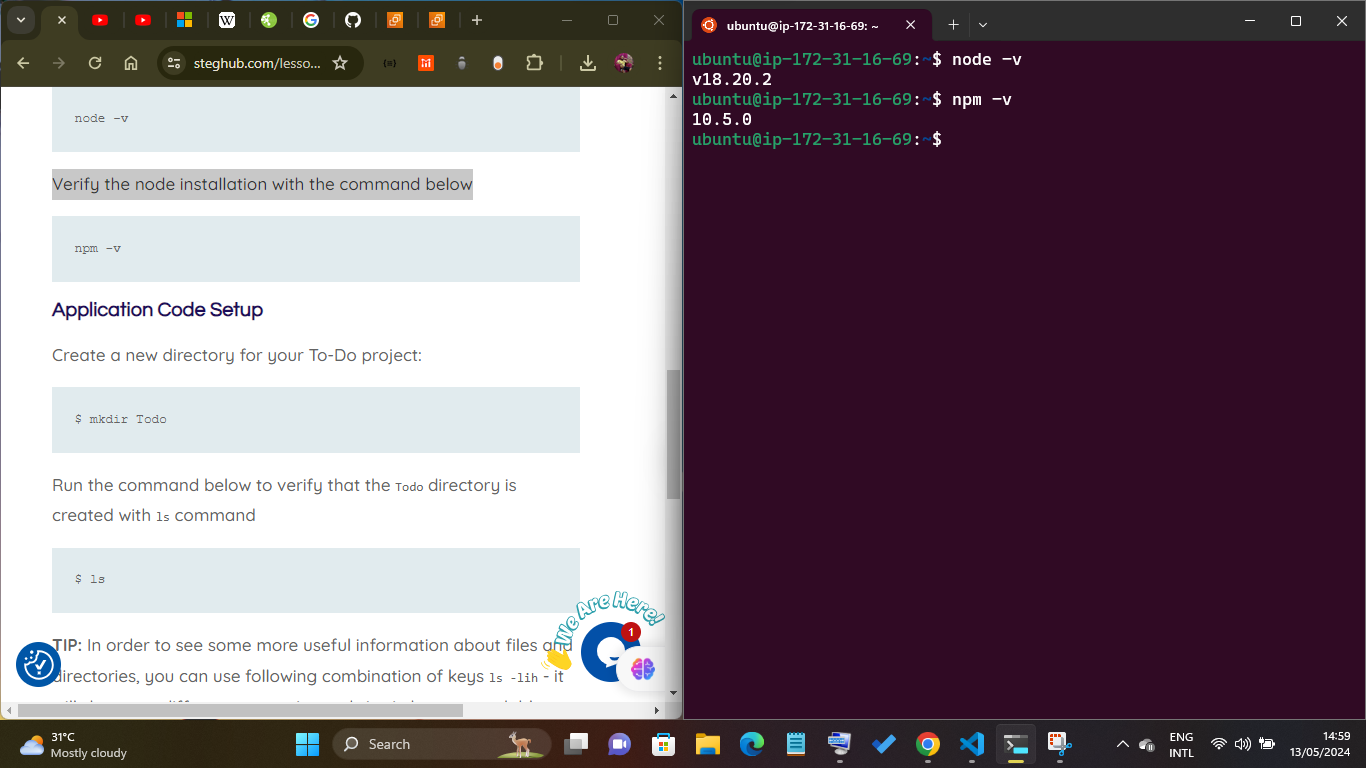 steghub.com/lesso...
node -v
Verify the node installation with the command below
npm -v
Application Code Setup
Create a new directory for your To-Do project:
$ mkdir Todo
Run the command below to verify that the Todo directory is
created with ls command
$ ls
We Are Here!
1
TIP: In order to see some more useful information about files and
directories, you can use following combination of keys ls -lih - it
ubuntu@ip-172-31-16-69: ~
ubuntu@ip-172-31-16-69:~$ node -v
v18.20.2
ubuntu@ip-172-31-16-69:~$ npm -v
10.5.0
ubuntu@ip-172-31-16-69:~$
31°C
Mostly cloudy
Search
ENG
INTL
14:59
13/05/2024